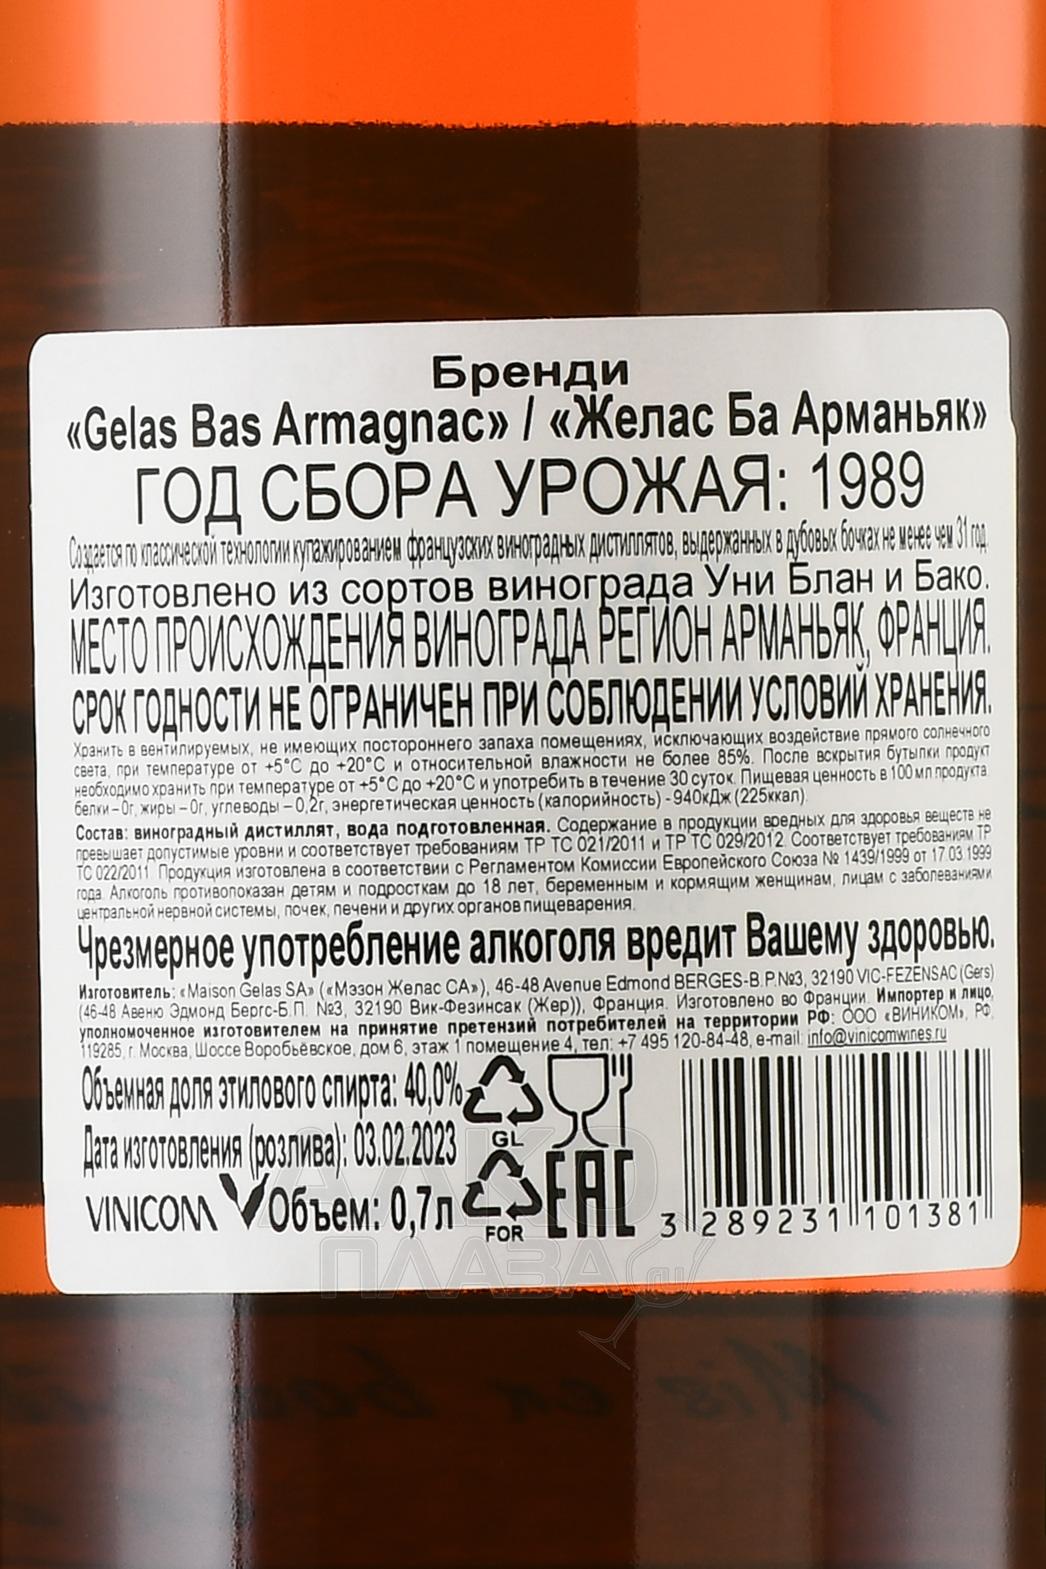 Бренди
«Gelas Bas Armagnac» / «Желас Ба Арманьяк»
ГОД СБОРА УРОЖАЯ: 1989
Создается по классической технологии купажированием французских виноградных дистиллятов, выдержанных в дубовых бочках не менее чем 31 год.
Изготовлено из сортов винограда Уни Блан и Бако.
МЕСТО ПРОИСХОЖДЕНИЯ ВИНОГРАДА РЕГИОН АРМАНЬЯК, ФРАНЦИЯ.
СРОК ГОДНОСТИ НЕ ОГРАНИЧЕН ПРИ СОБЛЮДЕНИИ УСЛОВИЙ ХРАНЕНИЯ.
Хранить в вентилируемых, не имеющих постороннего запаха помещениях, исключающих воздействие прямого солнечного
света, при температуре от +5°С до +20°С и относительной влажности не более 85%. После вскрытия бутылки продукт
необходимо хранить при температуре от +5°С до +20°С и употребить в течение 30 суток. Пищевая ценность в 100 мл продукта:
белки – 0г, жиры – 0г, углеводы – 0,2г, энергетическая ценность (калорийность) - 940кДж (225ккал).
Состав: виноградный дистиллят, вода подготовленная. Содержание в продукции вредных для здоровья веществ не
превышает допустимые уровни и соответствует требованиям ТР ТС 021/2011 и ТР ТС 029/2012. Соответствует требованиям ТР
ТС 022/2011. Продукция изготовлена в соответствии с Регламентом Комиссии Европейского Союза № 1439/1999 от 17.03.1999
года. Алкоголь противопоказан детям и подросткам до 18 лет, беременным и кормящим женщинам, лицам с заболеваниями
центральной нервной системы, почек, печени и других органов пищеварения.
Чрезмерное употребление алкоголя вредит Вашему здоровью.
Изготовитель: «Maison Gelas SA» («Мэзон Желас СА»), 46-48 Avenue Edmond BERGES-B.P.№3, 32190 VIC-FEZENSAC (Gers)
(46-48 Авеню Эдмонд Бергс-Б.П. №3, 32190 Вик-Фезинсак (Жер)), Франция. Изготовлено во Франции. Импортер и лицо,
уполномоченное изготовителем на принятие претензий потребителей на территории РФ: ООО «ВИНИКОМ», РФ,
119285, г. Москва, Шоссе Воробьёвское, дом 6, этаж 1 помещение 4, тел: +7 495 120-84-48, e-mail: info@vinicomwines.ru
Объемная доля этилового спирта: 40,0%
Дата изготовления (розлива): 03.02.2023
VINICOM Объем: 0,7л
GL
FOR
EAC
3 289231 101381
АЛКО
ПЛАЗА.ru